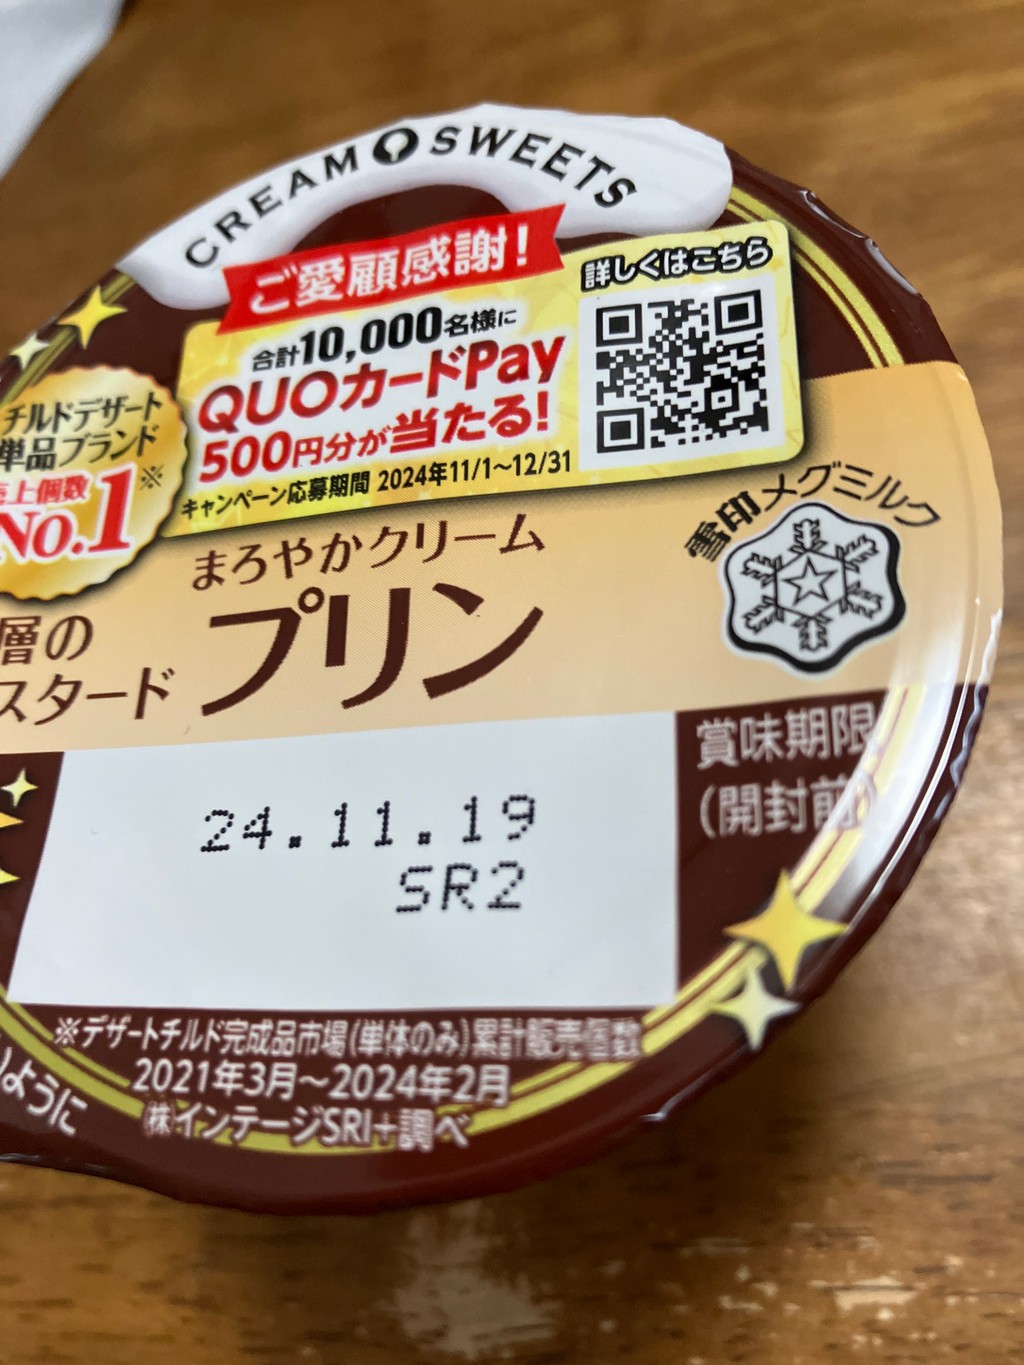 CREAM SWEETS
ご愛顧感謝!
詳しくはこちら
合計10,000名様に
QUOカードPay
500円分が当たる!
キャンペーン応募期間 2024年11/1～12/31
チルドデザート
単品ブランド
売上個数
No.1※
雪印メグミルク
まろやかクリーム
層の
スタード
プリン
賞味期限
(開封前)
24.11.19
SR2
※デザートチルド完成品市場(単体のみ)累計販売個数
2021年3月～2024年2月
㈱インテージSRI+調べ
ように